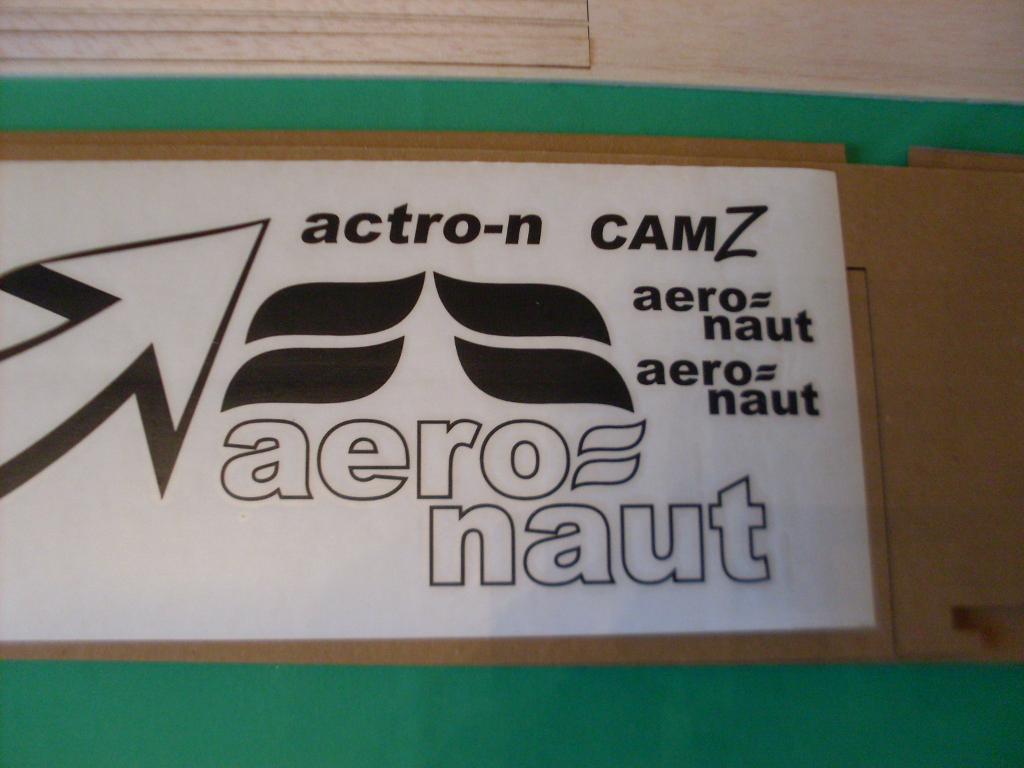 actro-n
CAMZ
aero=
naut
aero=
naut
aero=
naut